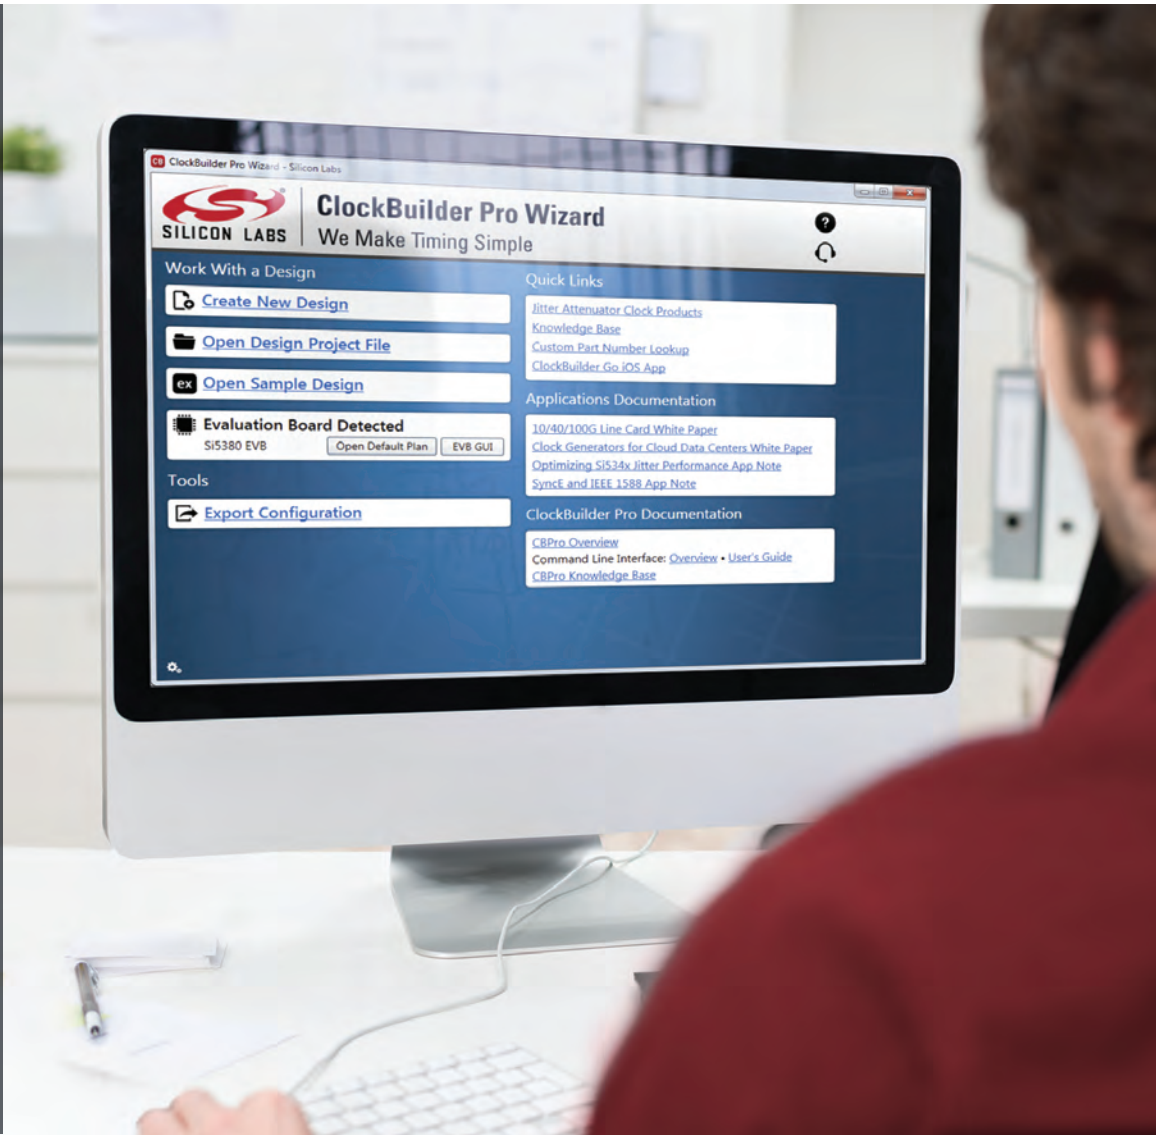 CB ClockBuilder Pro Wizard - Silicon Labs
SILICON LABS
ClockBuilder Pro Wizard
We Make Timing Simple
?
Work With a Design
Create New Design
Open Design Project File
ex Open Sample Design
Evaluation Board Detected
Si5380 EVB Open Default Plan EVB GUI
Tools
Export Configuration
Quick Links
Jitter Attenuator Clock Products
Knowledge Base
Custom Part Number Lookup
ClockBuilder Go iOS App
Applications Documentation
10/40/100G Line Card White Paper
Clock Generators for Cloud Data Centers White Paper
Optimizing Si534x Jitter Performance App Note
SyncE and IEEE 1588 App Note
ClockBuilder Pro Documentation
CBPro Overview
Command Line Interface: Overview • User's Guide
CBPro Knowledge Base